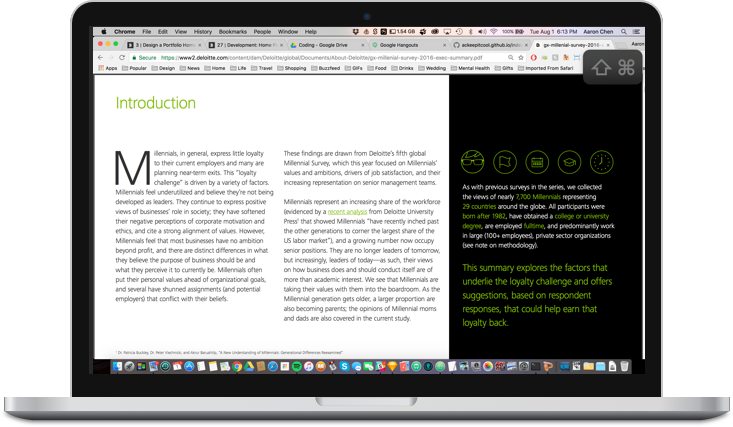 Chrome File Edit View History Bookmarks People Window Help 1.54 GB 100% Tue Aug 1 6:13 PM Aaron Chen
3 | Design a Portfolio Home 27 | Development: Home Coding - Google Drive Google Hangouts ackeepitcool.github.io/index gx-millenial-survey-2016-exec Aaron
Secure https://www2.deloitte.com/content/dam/Deloitte/global/Documents/About-Deloitte/gx-millenial-survey-2016-exec-summary.pdf
Apps Popular Design News Home Life Travel Shopping Buzzfeed GIFs Food Drinks Wedding Mental Health Gifts Imported From Safari
Introduction
Millennials, in general, express little loyalty
to their current employers and many are
planning near-term exits. This “loyalty
challenge” is driven by a variety of factors.
Millennials feel underutilized and believe they’re not being
developed as leaders. They continue to express positive
views of businesses’ role in society; they have softened
their negative perceptions of corporate motivation and
ethics, and cite a strong alignment of values. However,
Millennials feel that most businesses have no ambition
beyond profit, and there are distinct differences in what
they believe the purpose of business should be and
what they perceive it to currently be. Millennials often
put their personal values ahead of organizational goals,
and several have shunned assignments (and potential
employers) that conflict with their beliefs.
These findings are drawn from Deloitte’s fifth global
Millennial Survey, which this year focused on Millennials’
values and ambitions, drivers of job satisfaction, and their
increasing representation on senior management teams.
Millennials represent an increasing share of the workforce
(evidenced by a recent analysis from Deloitte University
Press¹ that showed Millennials “have recently inched past
the other generations to corner the largest share of the
US labor market”), and a growing number now occupy
senior positions. They are no longer leaders of tomorrow,
but increasingly, leaders of today—as such, their views
on how business does and should conduct itself are of
more than academic interest. We see that Millennials are
taking their values with them into the boardroom. As the
Millennial generation gets older, a larger proportion are
also becoming parents; the opinions of Millennial moms
and dads are also covered in the current study.
As with previous surveys in the series, we collected
the views of nearly 7,700 Millennials representing
29 countries around the globe. All participants were
born after 1982, have obtained a college or university
degree, are employed fulltime, and predominantly work
in large (100+ employees), private sector organizations
(see note on methodology).
This summary explores the factors that
underlie the loyalty challenge and offers
suggestions, based on respondent
responses, that could help earn that
loyalty back.
¹ Dr. Patricia Buckley, Dr. Peter Viechnicki, and Akrur Barua, “A New Understanding of Millennials: Generational Differences Reexamined”